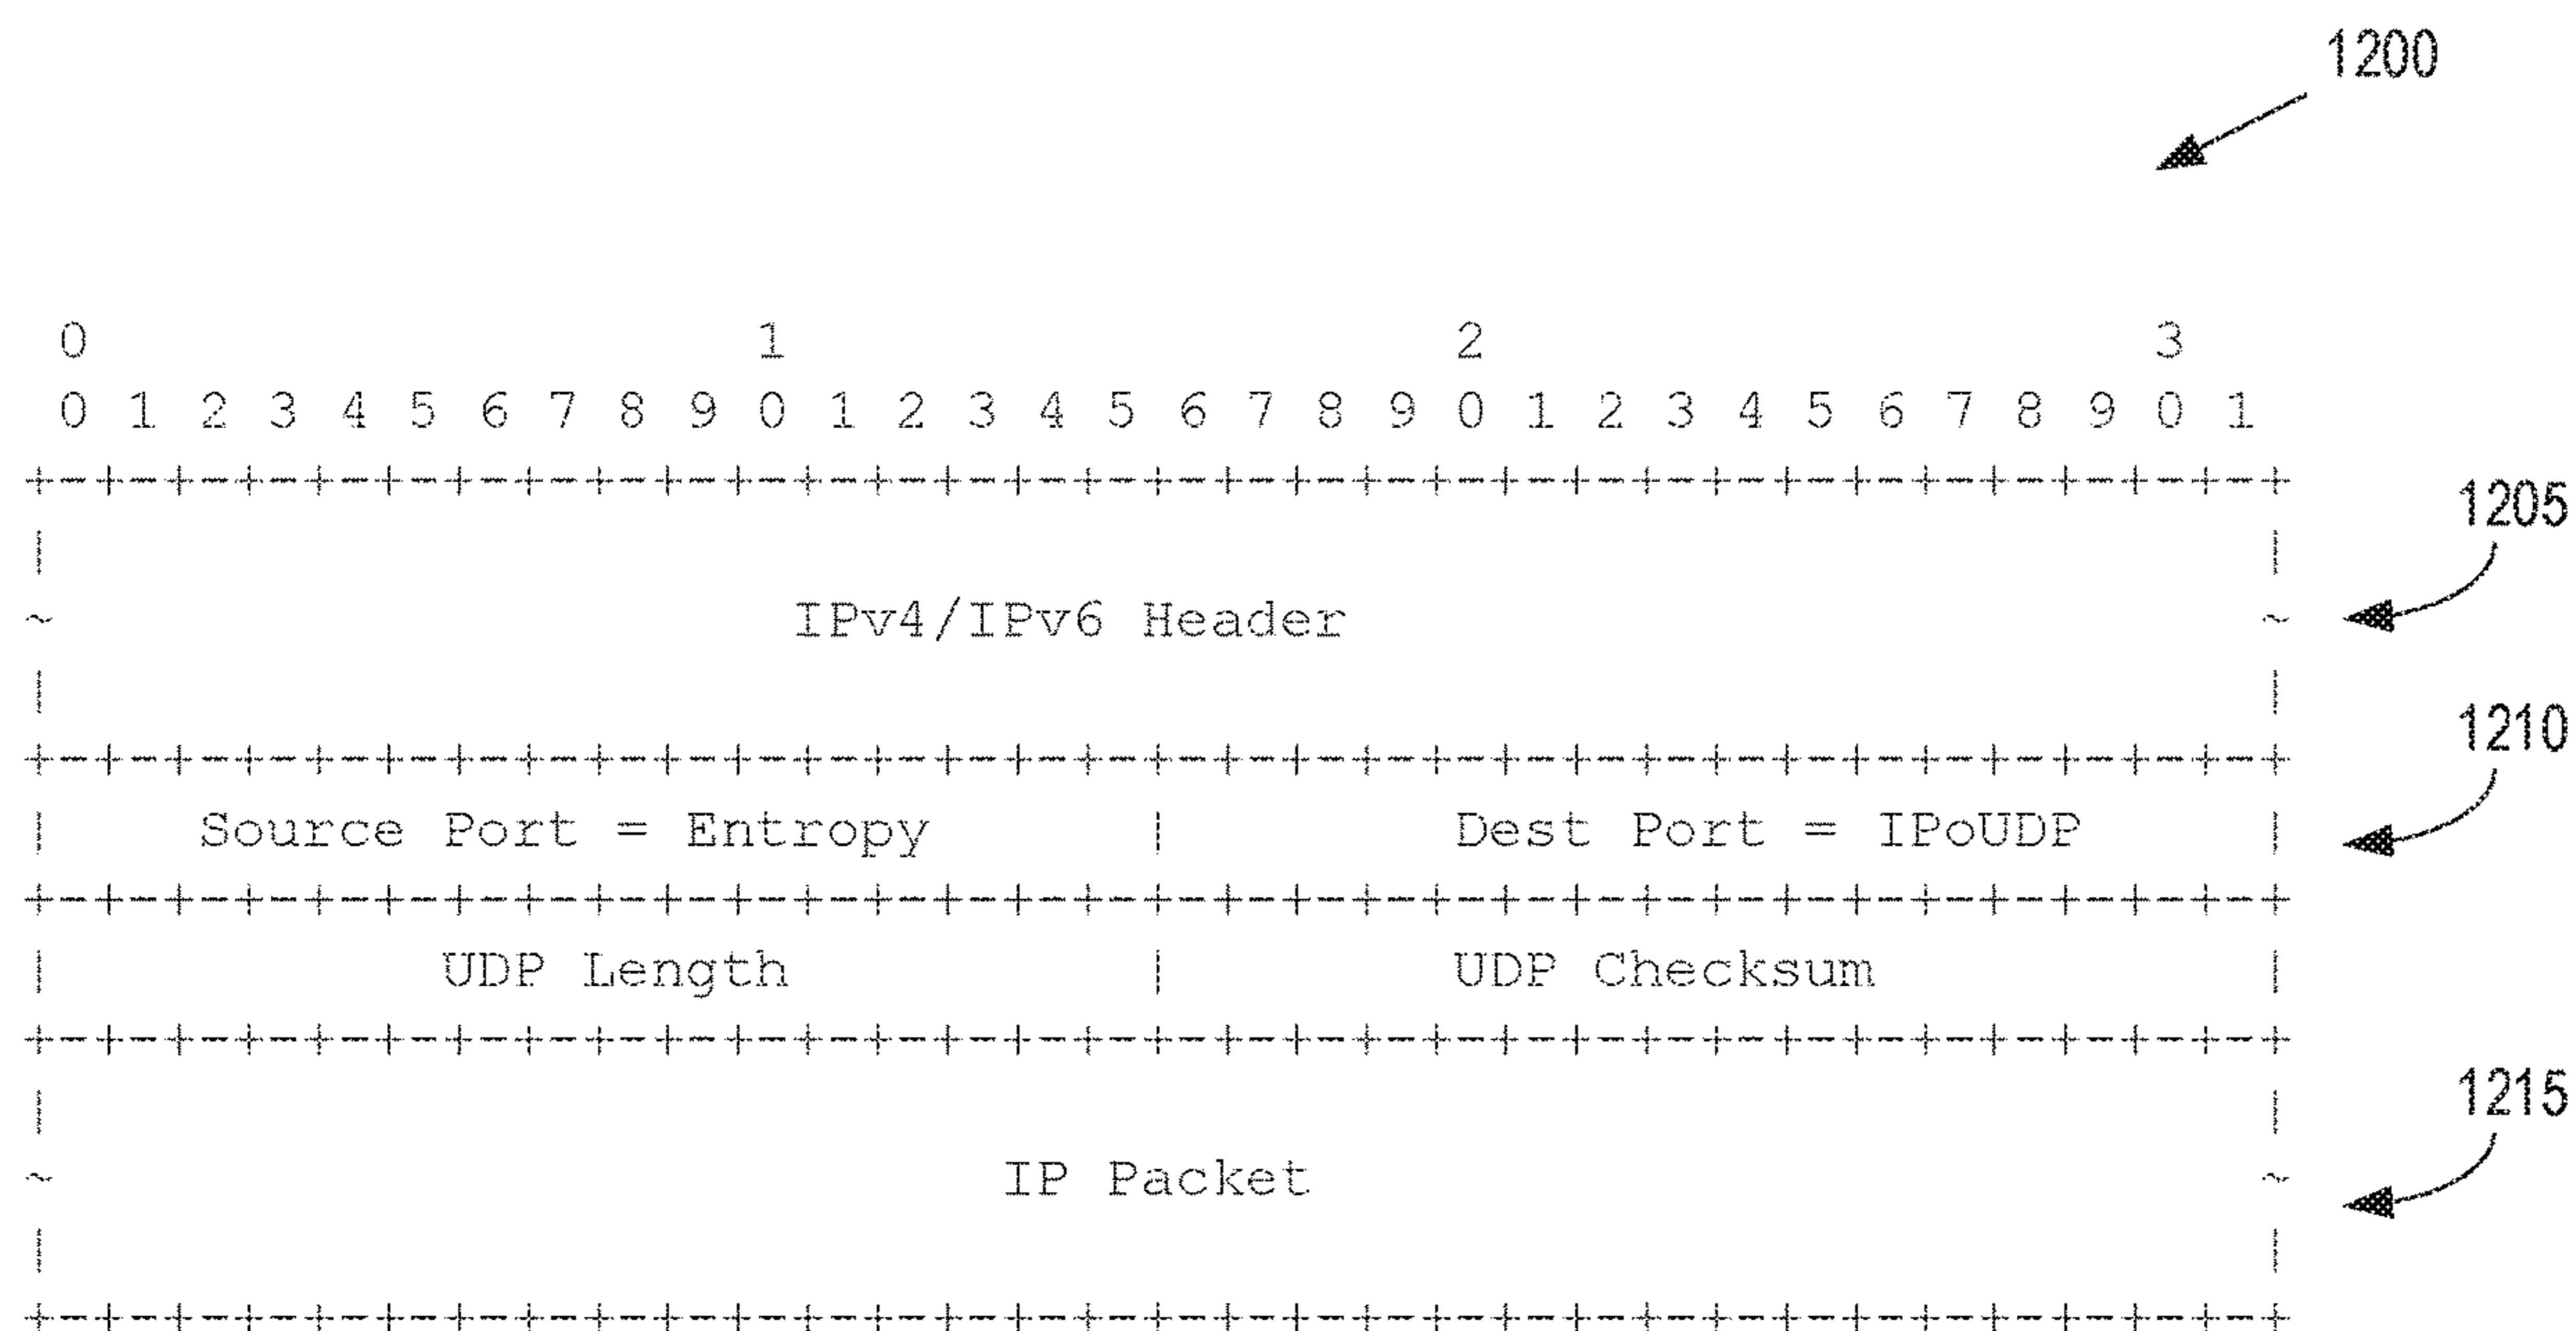 1200
0 1 2 3
0 1 2 3 4 5 6 7 8 9 0 1 2 3 4 5 6 7 8 9 0 1 2 3 4 5 6 7 8 9 0 1
+-+-+-+-+-+-+-+-+-+-+-+-+-+-+-+-+-+-+-+-+-+-+-+-+-+-+-+-+-+-+-+-+
1205
| |
~ IPv4/IPv6 Header ~
| |
1210
+-+-+-+-+-+-+-+-+-+-+-+-+-+-+-+-+-+-+-+-+-+-+-+-+-+-+-+-+-+-+-+-+
| Source Port = Entropy | Dest Port = IPoUDP |
+-+-+-+-+-+-+-+-+-+-+-+-+-+-+-+-+-+-+-+-+-+-+-+-+-+-+-+-+-+-+-+-+
| UDP Length | UDP Checksum |
+-+-+-+-+-+-+-+-+-+-+-+-+-+-+-+-+-+-+-+-+-+-+-+-+-+-+-+-+-+-+-+-+
| | 1215
~ IP Packet ~
| |
+-+-+-+-+-+-+-+-+-+-+-+-+-+-+-+-+-+-+-+-+-+-+-+-+-+-+-+-+-+-+-+-+